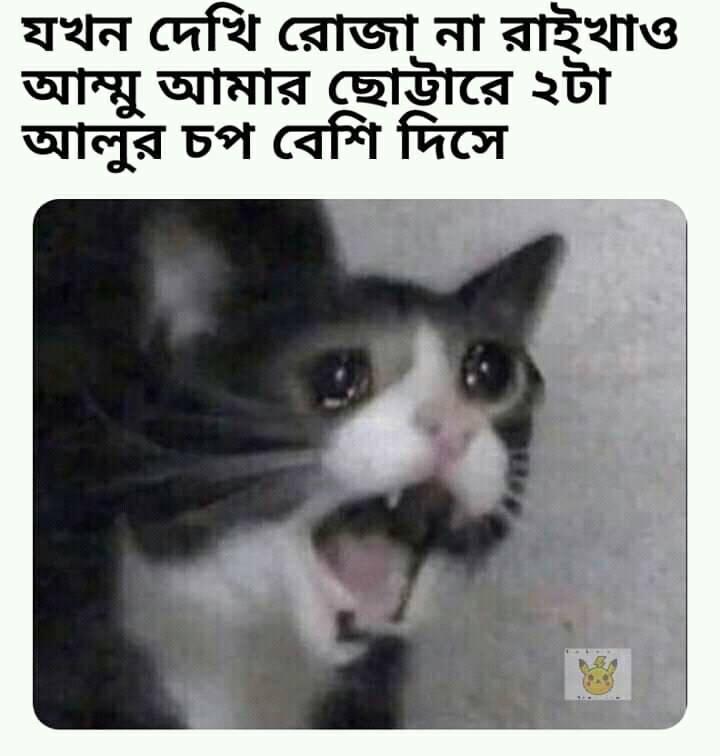 যখন দেখি রোজা না রাইখাও
আম্মু আমার ছোট্টারে ২টা
আলুর চপ বেশি দিসে